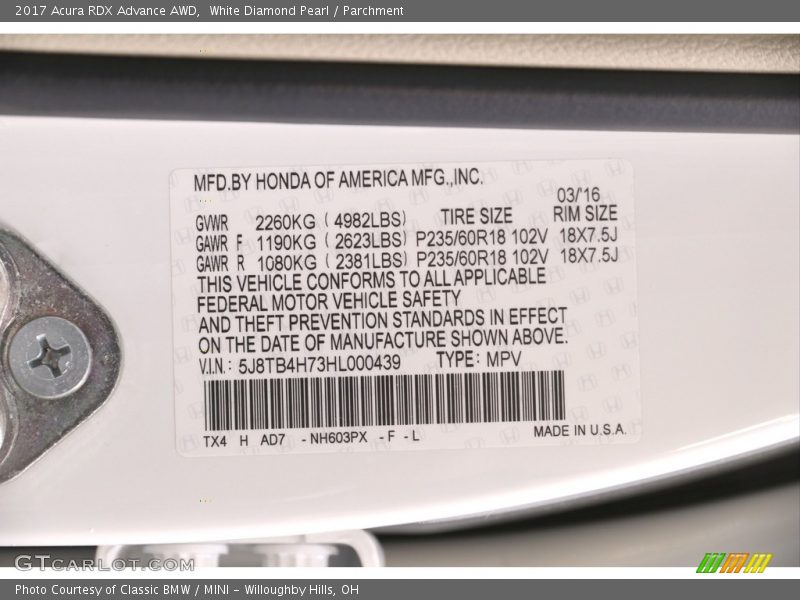 2017 Acura RDX Advance AWD,  White Diamond Pearl / Parchment
MFD.BY HONDA OF AMERICA MFG.,INC.
03/16
GVWR 2260KG ( 4982LBS) TIRE SIZE RIM SIZE
GAWR F 1190KG ( 2623LBS) P235/60R18 102V 18X7.5J
GAWR R 1080KG ( 2381LBS) P235/60R18 102V 18X7.5J
THIS VEHICLE CONFORMS TO ALL APPLICABLE
FEDERAL MOTOR VEHICLE SAFETY
AND THEFT PREVENTION STANDARDS IN EFFECT
ON THE DATE OF MANUFACTURE SHOWN ABOVE.
V.I.N.: 5J8TB4H73HL000439 TYPE: MPV
TX4 H AD7 - NH603PX - F - L MADE IN U.S.A.
GTCARLOT.COM
Photo Courtesy of Classic BMW / MINI - Willoughby Hills, OH